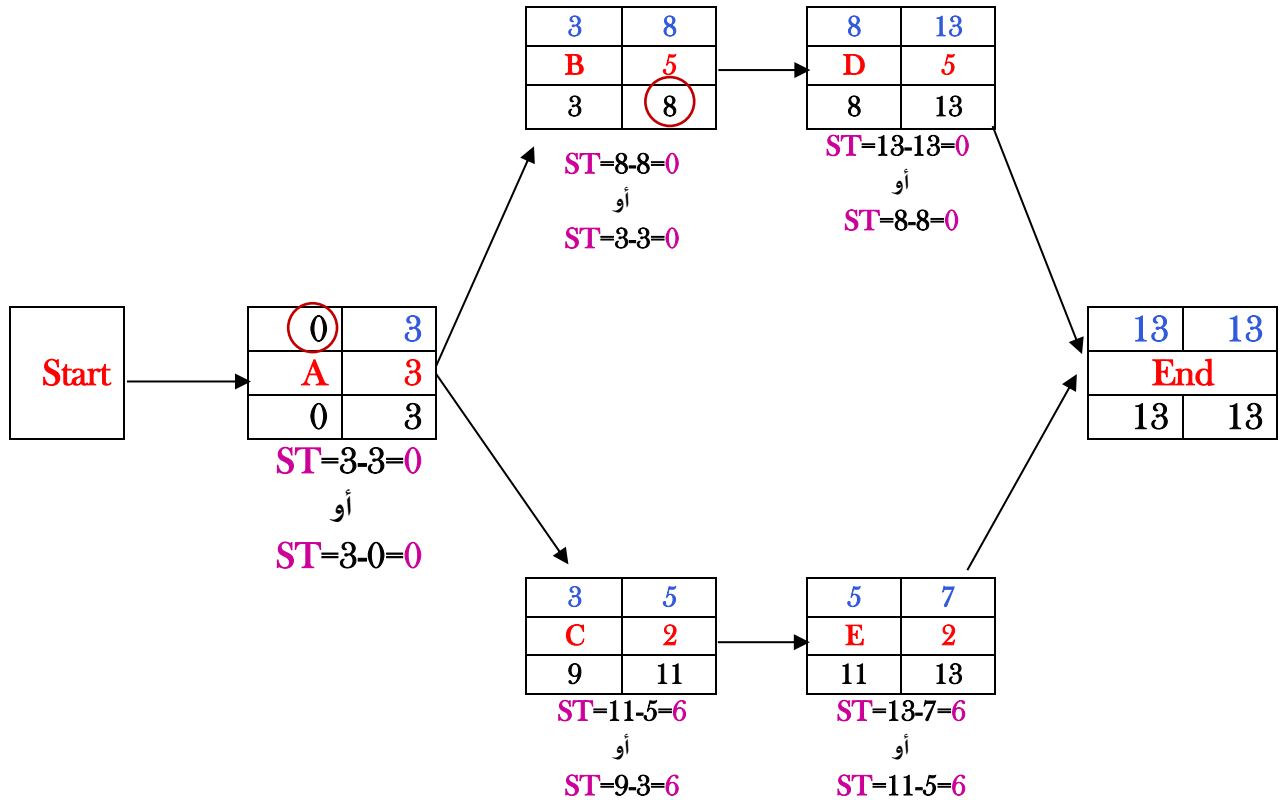 3 8
B 5
3 8
ST=8-8=0
أو
ST=3-3=0
8 13
D 5
8 13
ST=13-13=0
أو
ST=8-8=0
Start
0 3
A 3
0 3
ST=3-3=0
أو
ST=3-0=0
13 13
End
13 13
3 5
C 2
9 11
ST=11-5=6
أو
ST=9-3=6
5 7
E 2
11 13
ST=13-7=6
أو
ST=11-5=6